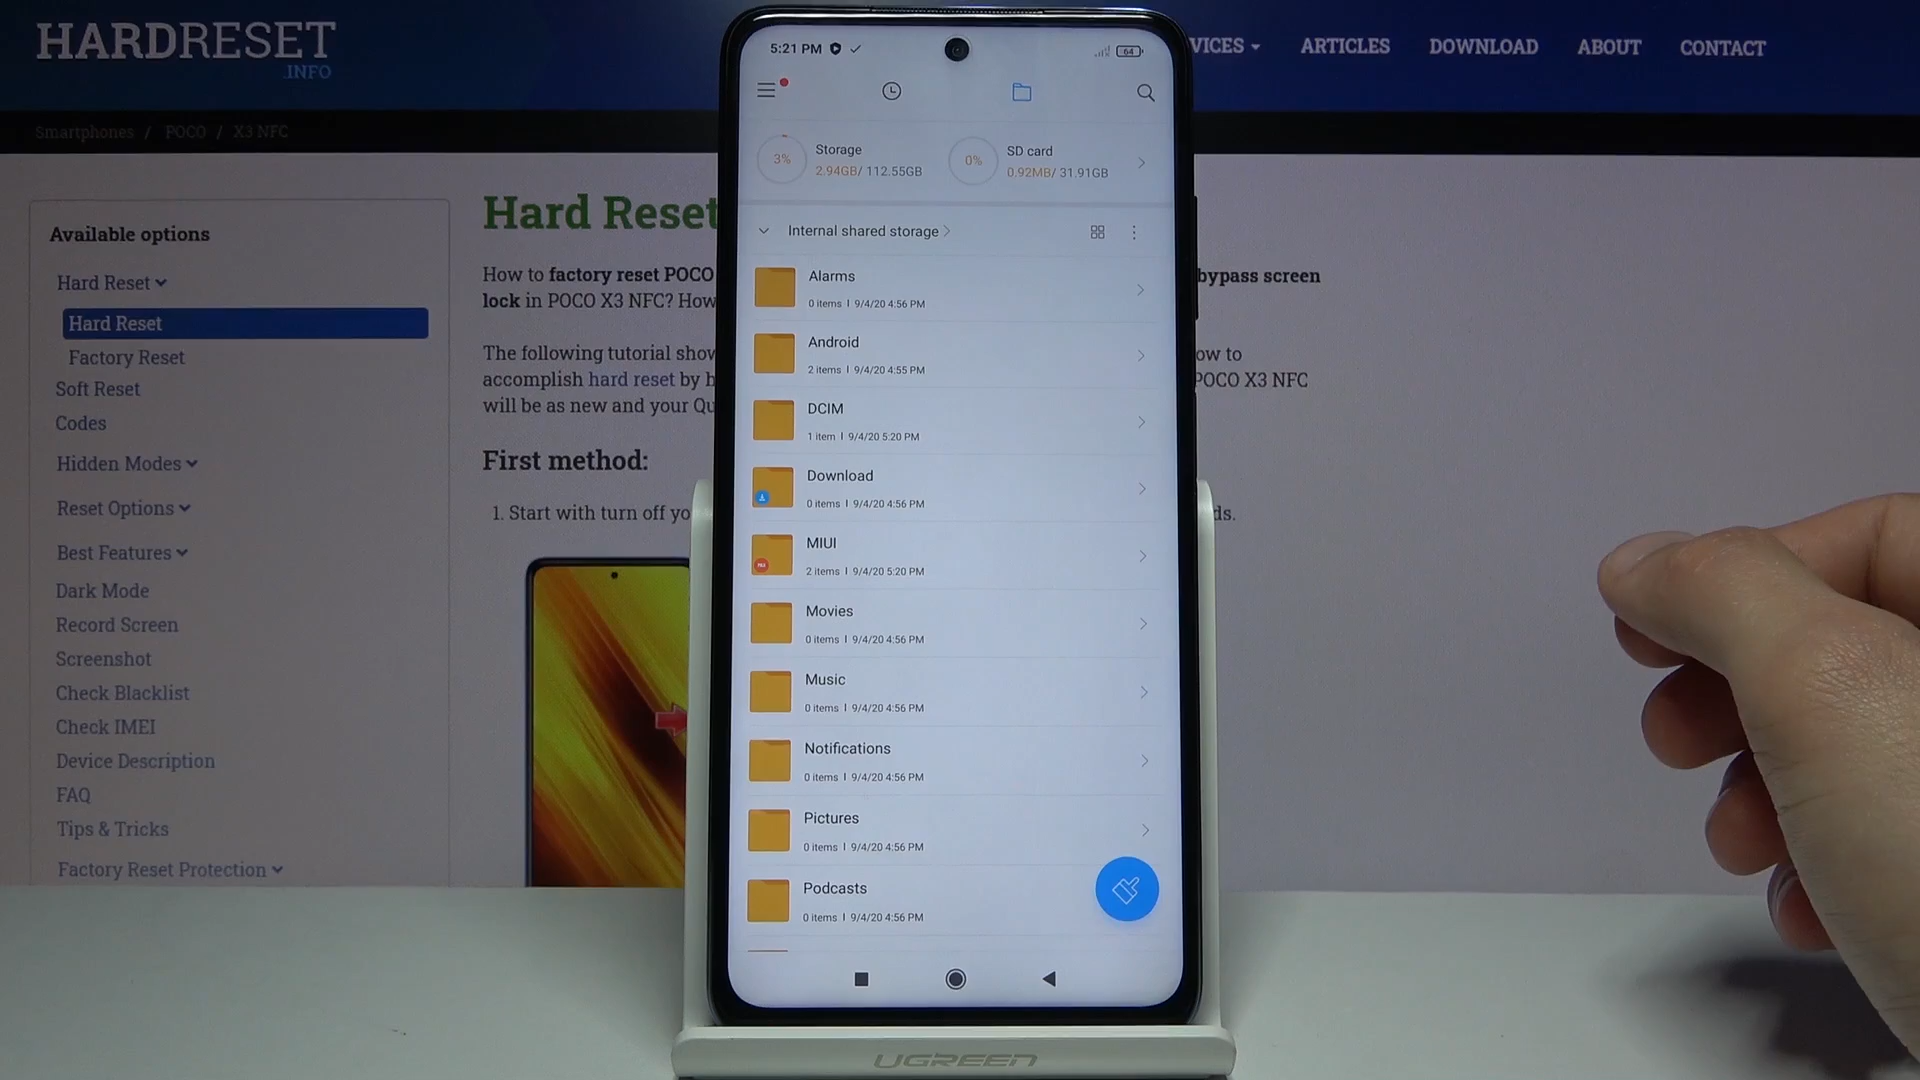 HARDRESET
.INFO
VICES
ARTICLES
DOWNLOAD
ABOUT
CONTACT
Smartphones / POCO / X3 NFC
Available options
Hard Reset
Hard Reset
Factory Reset
Soft Reset
Codes
Hidden Modes
Reset Options
Best Features
Dark Mode
Record Screen
Screenshot
Check Blacklist
Check IMEI
Device Description
FAQ
Tips & Tricks
Factory Reset Protection
Hard Reset
How to factory reset POCO
bypass screen
lock in POCO X3 NFC? How
The following tutorial show
ow to
accomplish hard reset by h
POCO X3 NFC
will be as new and your Qu
First method:
1. Start with turn off yo
ds.
5:21 PM
64
3%
Storage
2.94GB/ 112.55GB
0%
SD card
0.92MB/ 31.91GB
Internal shared storage
Alarms
0 items | 9/4/20 4:56 PM
Android
2 items | 9/4/20 4:55 PM
DCIM
1 item | 9/4/20 5:20 PM
Download
0 items | 9/4/20 4:56 PM
MIUI
2 items | 9/4/20 5:20 PM
Movies
0 items | 9/4/20 4:56 PM
Music
0 items | 9/4/20 4:56 PM
Notifications
0 items | 9/4/20 4:56 PM
Pictures
0 items | 9/4/20 4:56 PM
Podcasts
0 items | 9/4/20 4:56 PM
UGREEN